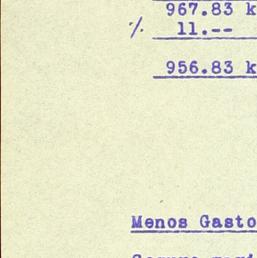 967.83 k
% 11.--
956.83 k
Menos Gasto